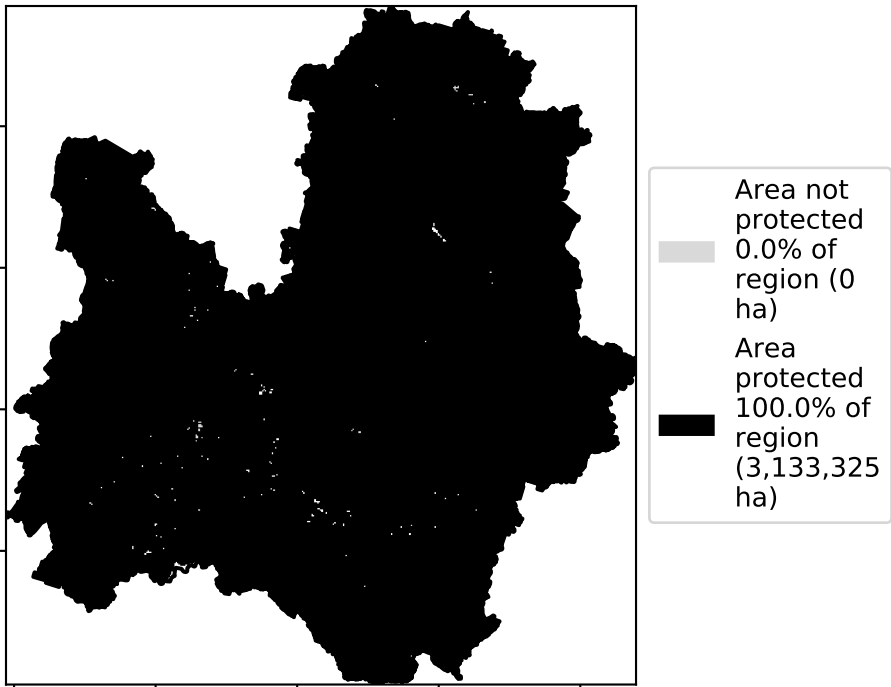 Area not
protected
0.0% of
region (0
ha)
Area
protected
100.0% of
region
(3,133,325
ha)